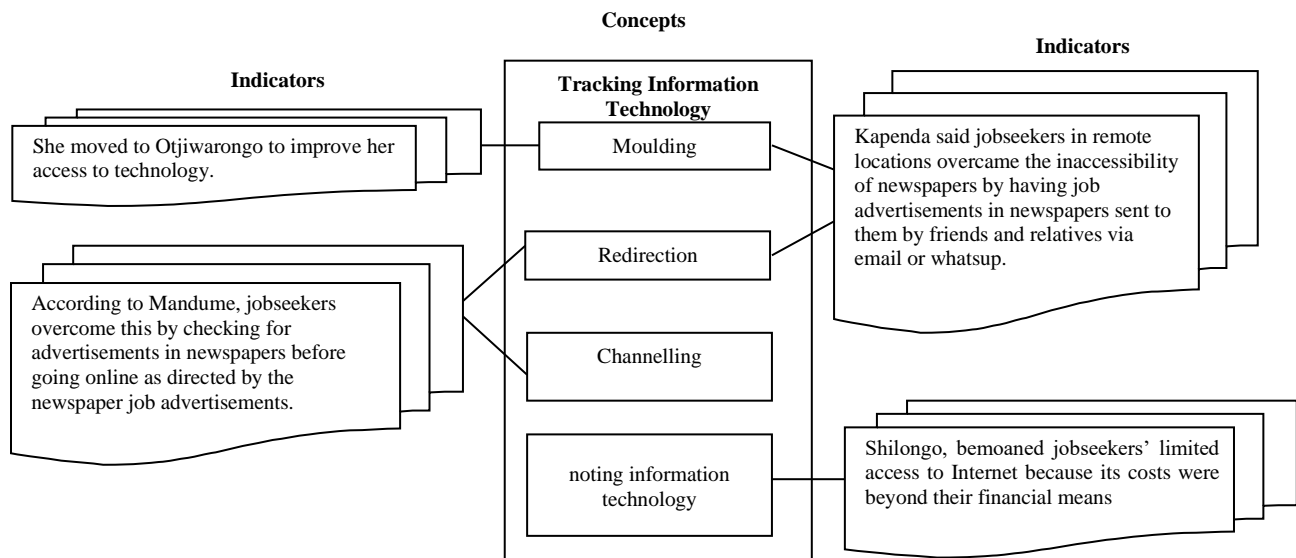 Concepts
Indicators
She moved to Otjiwarongo to improve her
access to technology.
According to Mandume, jobseekers
overcome this by checking for
advertisements in newspapers before
going online as directed by the
newspaper job advertisements.
Tracking Information
Technology
Moulding
Redirection
Channelling
noting information
technology
Indicators
Kapenda said jobseekers in remote
locations overcame the inaccessibility
of newspapers by having job
advertisements in newspapers sent to
them by friends and relatives via
email or whatsup.
Shilongo, bemoaned jobseekers’ limited
access to Internet because its costs were
beyond their financial means